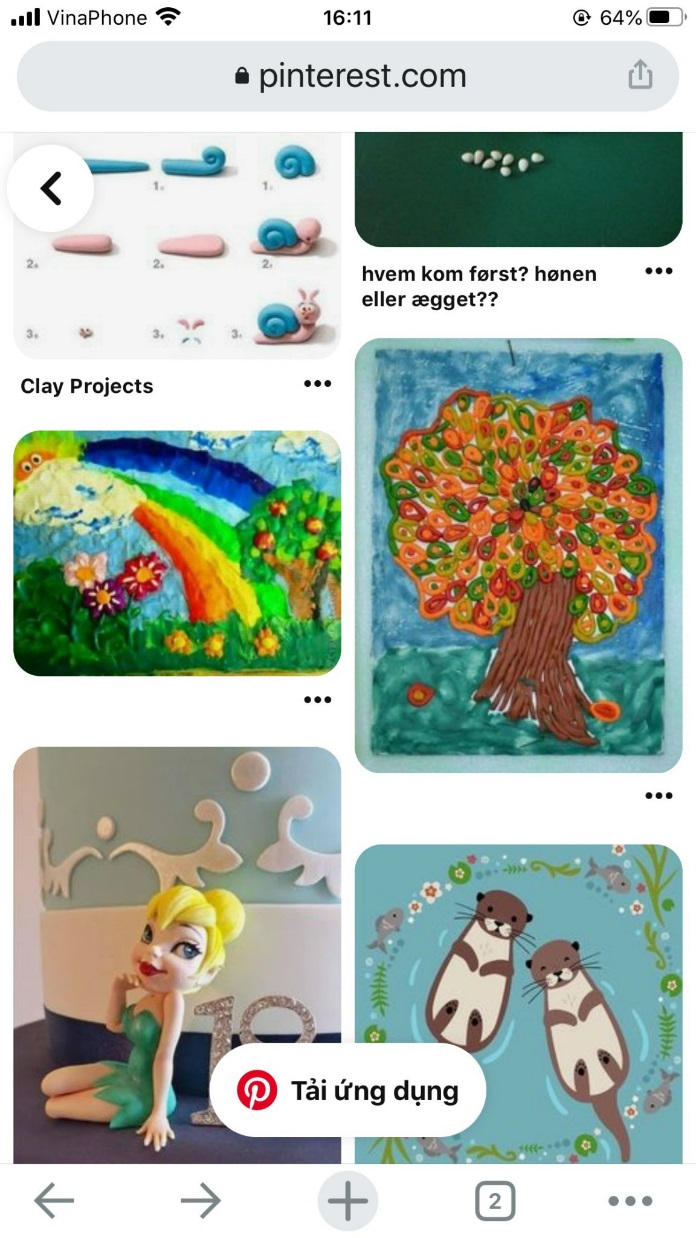 VinaPhone
16:11
64%
pinterest.com
1.
1.
2.
2.
2.
3.
3.
3.
hvem kom først? hønen
eller ægget??
Clay Projects
Tải ứng dụng
2